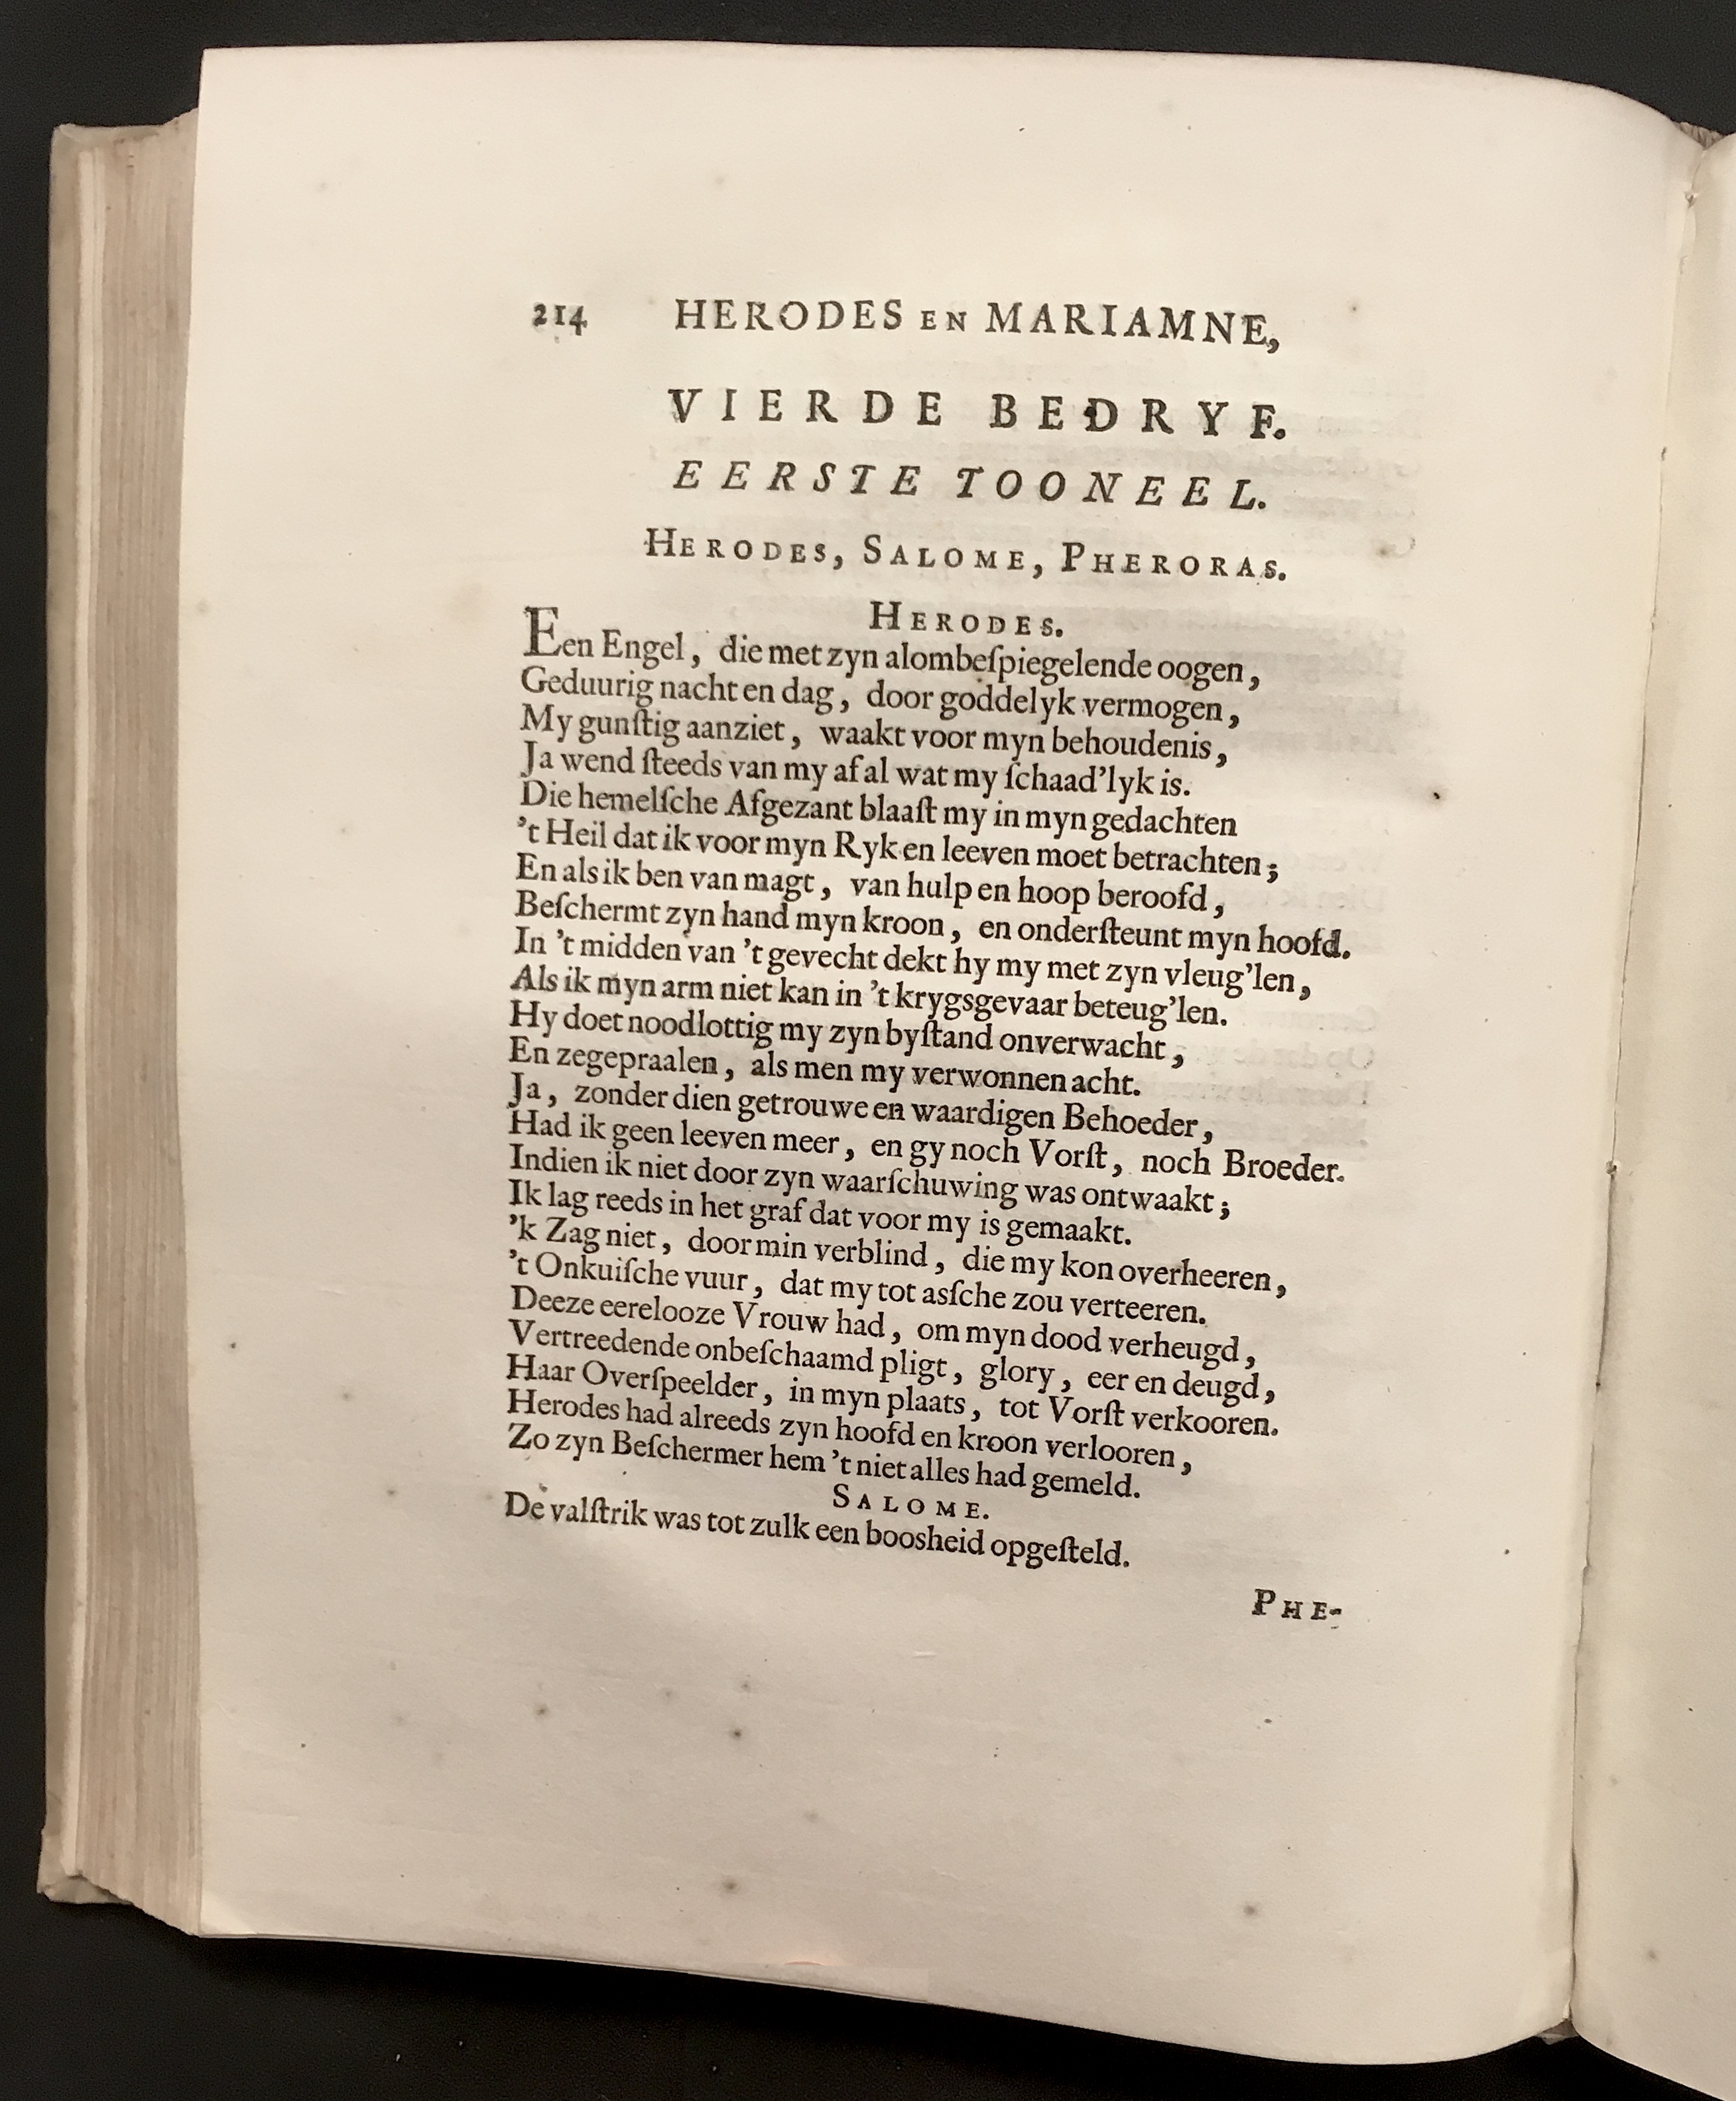 214 HERODES EN MARIAMNE,
VIERDE BEDRYF.
EERSTE TOONEEL.
HERODES, SALOME, PHERORAS.
HERODES.
Een Engel, die met zyn alombeſpiegelende oogen,
Geduurig nacht en dag, door goddelyk vermogen,
My gunſtig aanziet, waakt voor myn behoudenis,
Ja wend ſteeds van my af al wat my ſchaad'lyk is.
Die hemelſche Afgezant blaaſt my in myn gedachten
't Heil dat ik voor myn Ryk en leeven moet betrachten;
En als ik ben van magt, van hulp en hoop beroofd,
Beſchermt zyn hand myn kroon, en onderſteunt myn hoofd.
In 't midden van 't gevecht dekt hy my met zyn vleug'len,
Als ik myn arm niet kan in 't krygsgevaar beteug'len.
Hy doet noodlottig my zyn byſtand onverwacht,
En zegepraalen, als men my verwonnen acht.
Ja, zonder dien getrouwe en waardigen Behoeder,
Had ik geen leeven meer, en gy noch Vorſt, noch Broeder.
Indien ik niet door zyn waarſchuwing was ontwaakt;
Ik lag reeds in het graf dat voor my is gemaakt.
'k Zag niet, door min verblind, die my kon overheeren,
't Onkuiſche vuur, dat my tot asſche zou verteeren.
Deeze eerelooze Vrouw had, om myn dood verheugd,
Vertreedende onbeſchaamd pligt, glory, eer en deugd,
Haar Overſpeelder, in myn plaats, tot Vorſt verkooren.
Herodes had alreeds zyn hoofd en kroon verlooren,
Zo zyn Beſchermer hem 't niet alles had gemeld.
SALOME.
De valſtrik was tot zulk een boosheid opgeſteld.
PHE-